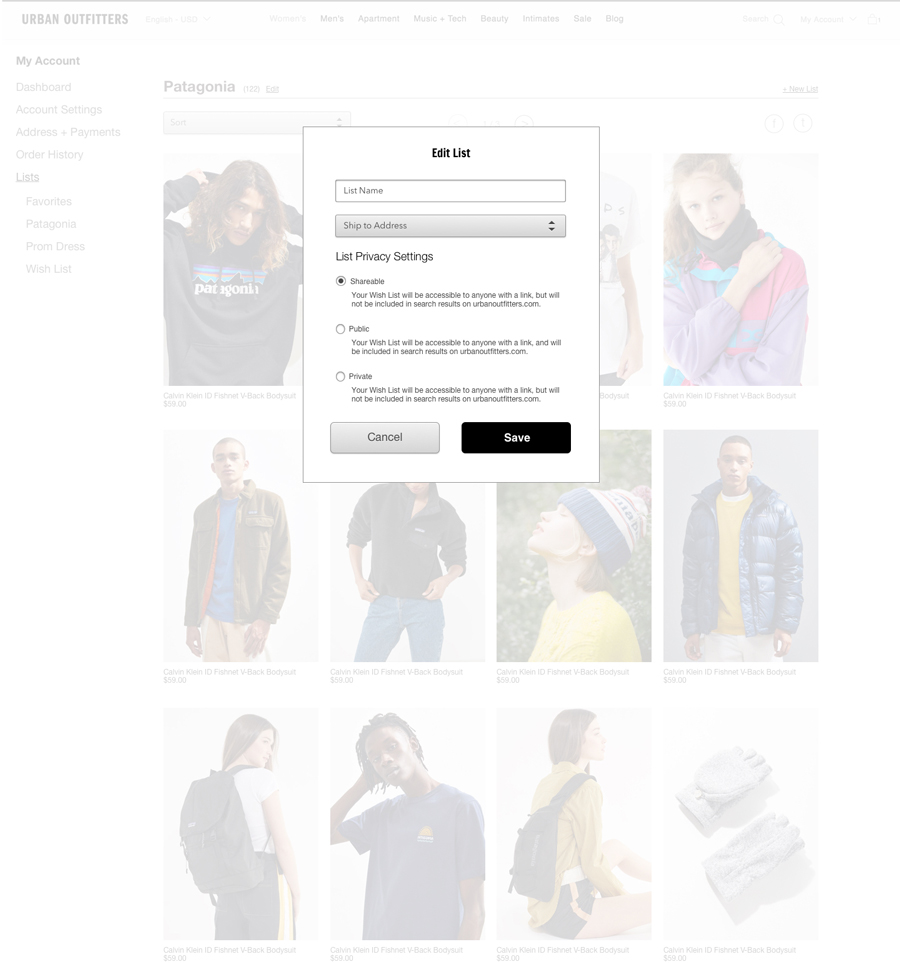 URBAN OUTFITTERS
English - USD
Women's Men's Apartment Music + Tech Beauty Intimates Sale Blog
Search
My Account
My Account
Dashboard
Account Settings
Address + Payments
Order History
Lists
Favorites
Patagonia
Prom Dress
Wish List
Patagonia (122) Edit
+ New List
Sort
Edit List
List Name
Ship to Address
List Privacy Settings
Shareable
Your Wish List will be accessible to anyone with a link, but will
not be included in search results on urbanoutfitters.com.
Public
Your Wish List will be accessible to anyone with a link, and will
be included in search results on urbanoutfitters.com.
Private
Your Wish List will be accessible to anyone with a link, but will
not be included in search results on urbanoutfitters.com.
Cancel
Save
patagonia
Calvin Klein ID Fishnet V-Back Bodysuit
$59.00
Bodysuit
Calvin Klein ID Fishnet V-Back Bodysuit
$59.00
Calvin Klein ID Fishnet V-Back Bodysuit
$59.00
Calvin Klein ID Fishnet V-Back Bodysuit
$59.00
Calvin Klein ID Fishnet V-Back Bodysuit
$59.00
Calvin Klein ID Fishnet V-Back Bodysuit
$59.00
Calvin Klein ID Fishnet V-Back Bodysuit
$59.00
Calvin Klein ID Fishnet V-Back Bodysuit
$59.00
Calvin Klein ID Fishnet V-Back Bodysuit
$59.00
Calvin Klein ID Fishnet V-Back Bodysuit
$59.00